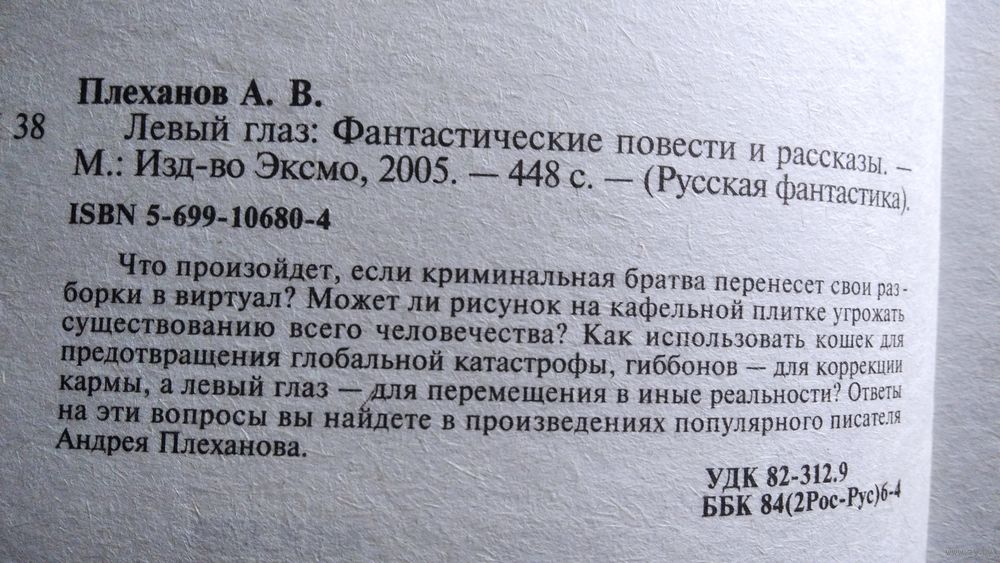 Плеханов А. В.
38 Левый глаз: Фантастические повести и рассказы. —
М.: Изд-во Эксмо, 2005. — 448 с. — (Русская фантастика).
ISBN 5-699-10680-4
Что произойдет, если криминальная братва перенесет свои раз-
борки в виртуал? Может ли рисунок на кафельной плитке угрожать
существованию всего человечества? Как использовать кошек для
предотвращения глобальной катастрофы, гиббонов — для коррекции
кармы, а левый глаз — для перемещения в иные реальности? Ответы
на эти вопросы вы найдете в произведениях популярного писателя
Андрея Плеханова.
УДК 82-312.9
ББК 84(2Рос-Рус)6-4